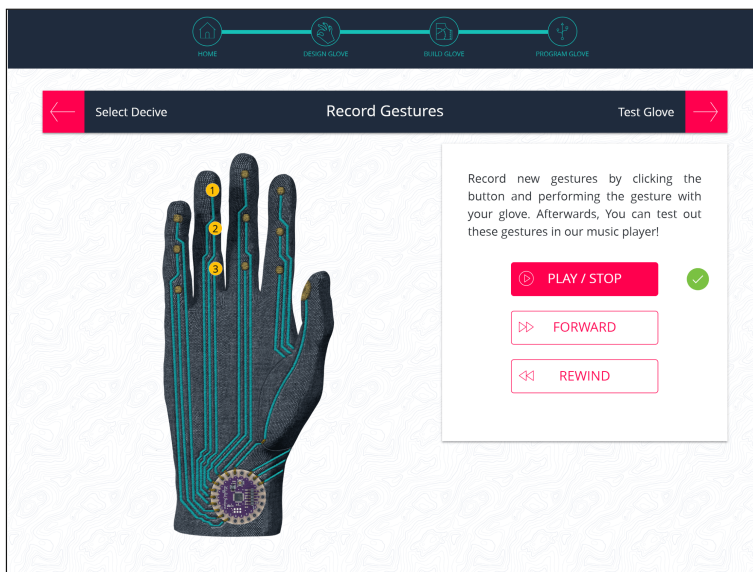 HOME
DESIGN GLOVE
BUILD GLOVE
PROGRAM GLOVE
Select Decive
Record Gestures
Test Glove
Record new gestures by clicking the
button and performing the gesture with
your glove. Afterwards, You can test out
these gestures in our music player!
1
2
3
PLAY / STOP
FORWARD
REWIND